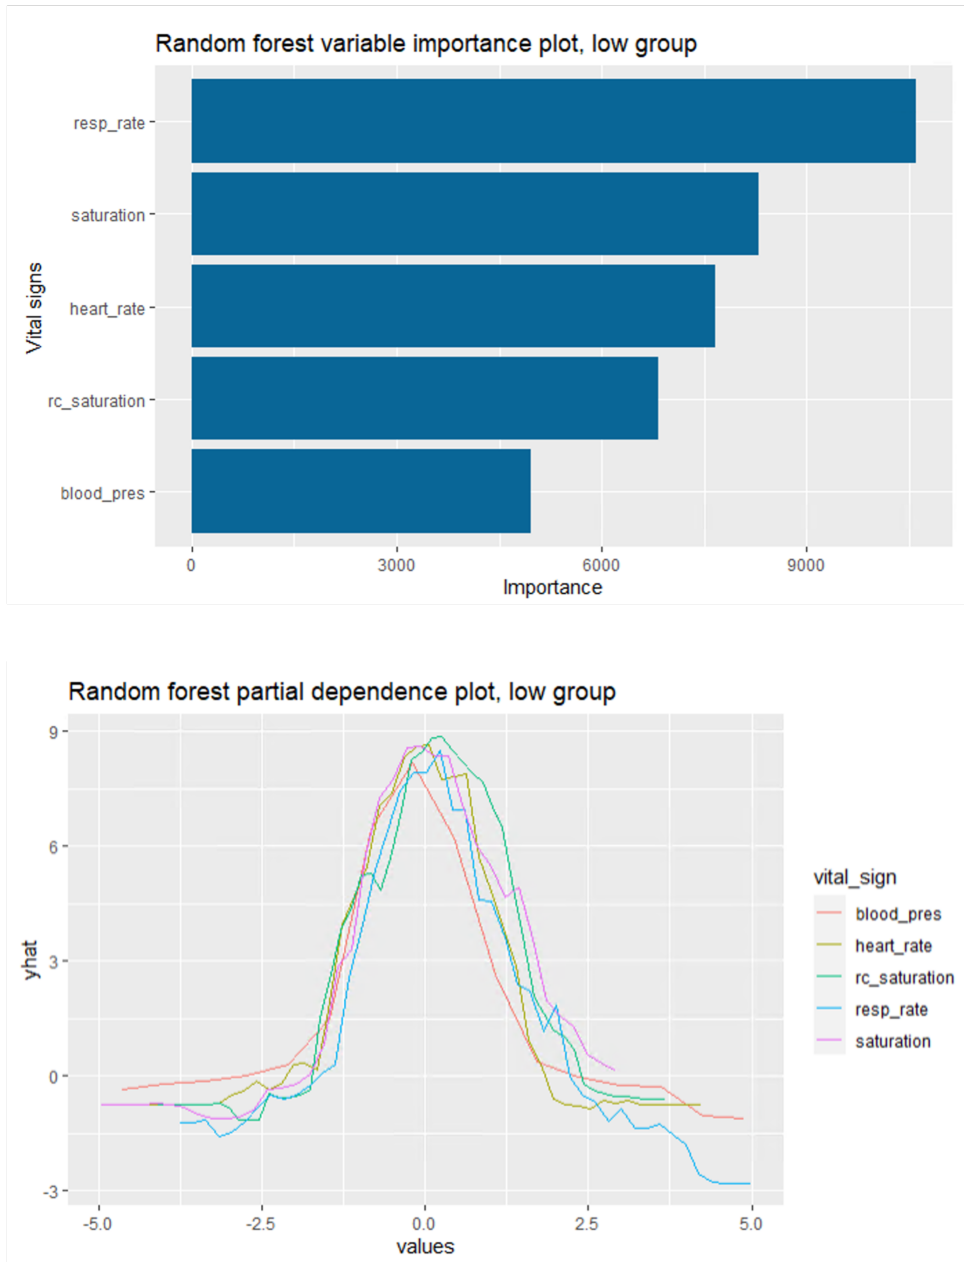 Random forest variable importance plot, low group
resp_rate
saturation
heart_rate
rc_saturation
blood_pres
Vital signs
0 3000 6000 9000
Importance
Random forest partial dependence plot, low group
9
6
3
0
-3
yhat
-5.0 -2.5 0.0 2.5 5.0
values
vital_sign
blood_pres
heart_rate
rc_saturation
resp_rate
saturation